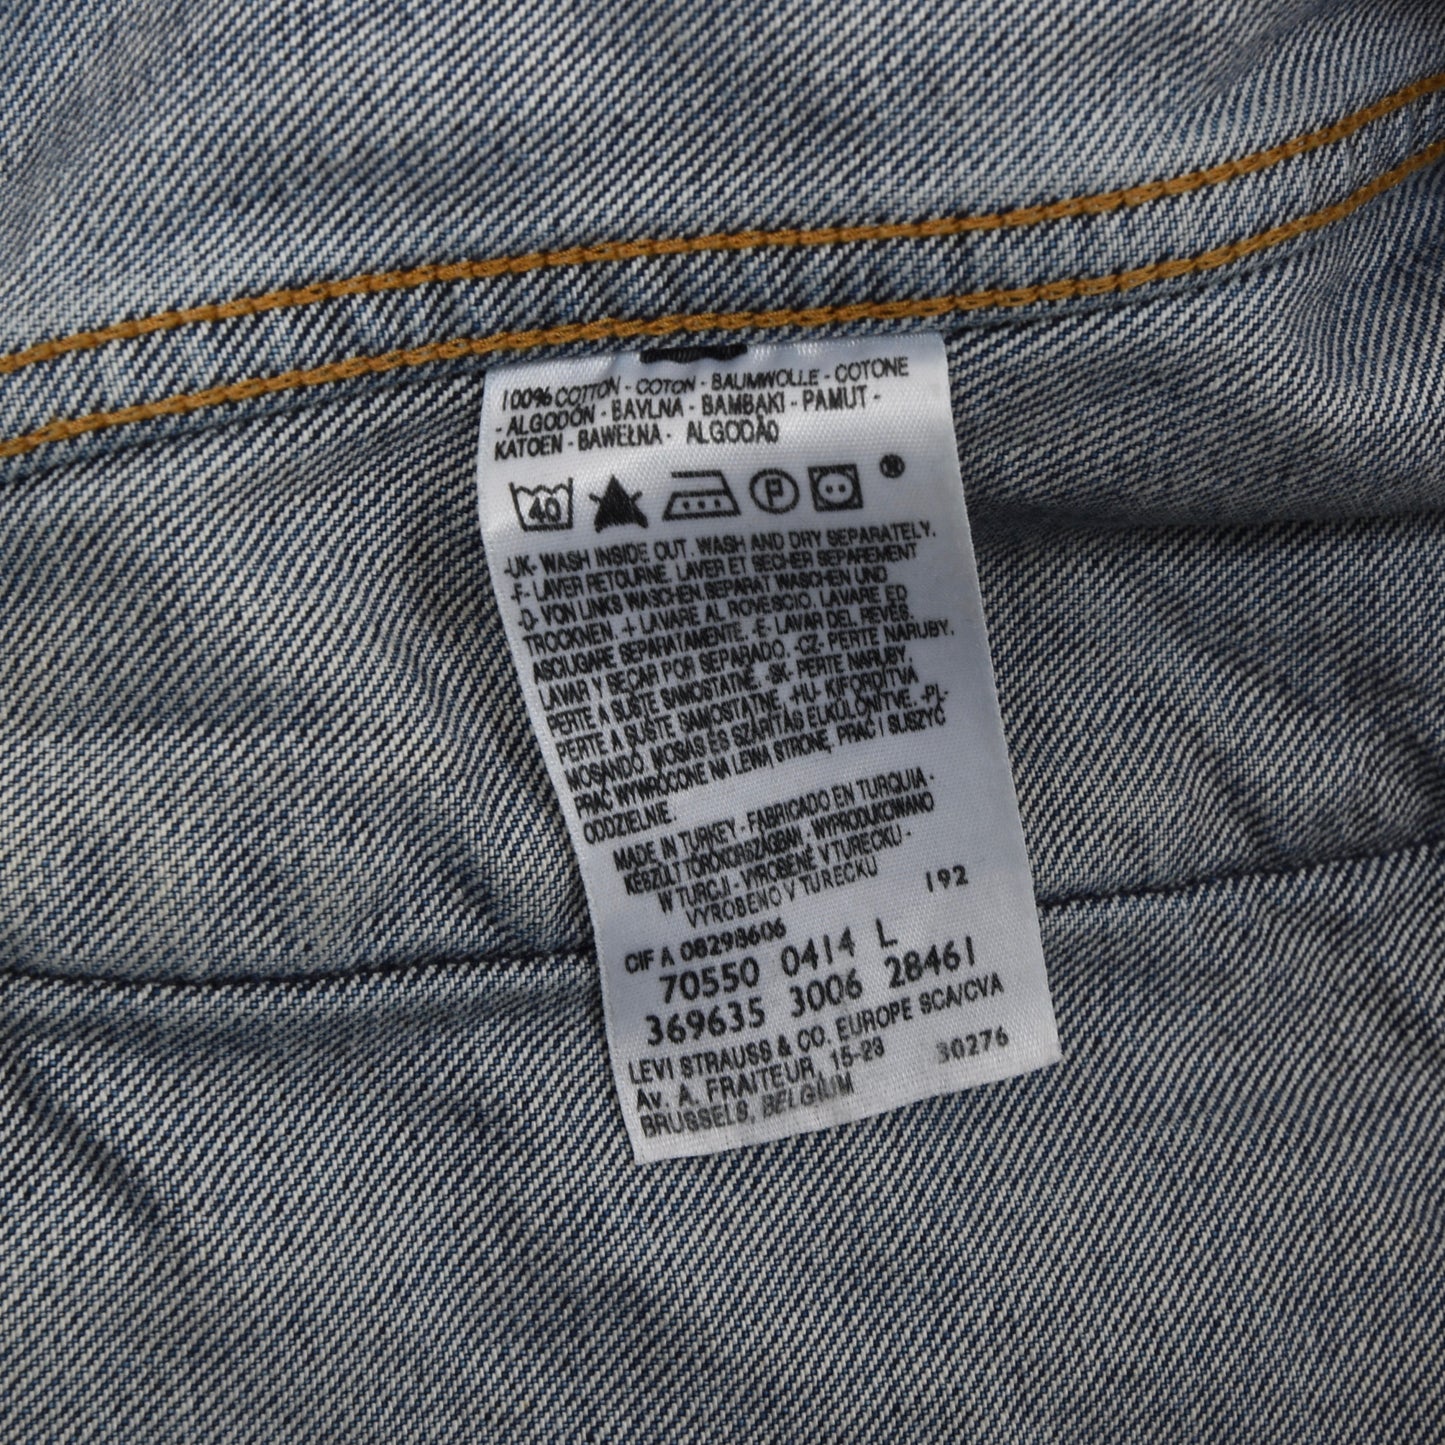 100% COTTON - COTON - BAUMWOLLE - COTONE
- ALGODÓN - BAYLNA - BAMBAKI - PAMUT -
KATOEN - BAWEŁNA - ALGODÃO
40 P ®
-UK- WASH INSIDE OUT. WASH AND DRY SEPARATELY.
-F- LAVER RETOURNE, LAVER ET SECHER SEPAREMENT
-D- VON LINKS WASCHEN SEPARAT WASCHEN UND
TROCKNEN. -I- LAVARE AL ROVESCIO. LAVARE ED
ASCIUGARE SEPARATAMENTE. -E- LAVAR DEL REVES.
LAVAR Y SECAR POR SEPARADO. -CZ- PERTE NARUBY.
PERTE A SUŠTE SAMOSTATNE. -SK- PERTE NARUBY.
PERTE A SUŠTE SAMOSTATNE. -HU- KIFORDÍTVA
MOSANDÓ. MOSÁS ÉS SZÁRÍTÁS ELKÜLÖNÍTVE. -PL-
PRAĆ WYWRÓCONE NA LEWĄ STRONĘ, PRAĆ I SUSZYĆ
ODDZIELNIE.
MADE IN TURKEY - FABRICADO EN TURQUIA -
KÉSZÜLT TÖRÖKORSZÁGBAN - WYPRODUKOWANO
W TURCJI - VYROBENÉ V TURECKU -
VYROBENO V TURECKU
192
CIF A 08298606
70550 0414 L
369635 3006 28461
LEVI STRAUSS & CO. EUROPE SCA/CVA
Av. A. FRAITEUR, 15-23 30276
BRUSSELS, BELGIUM